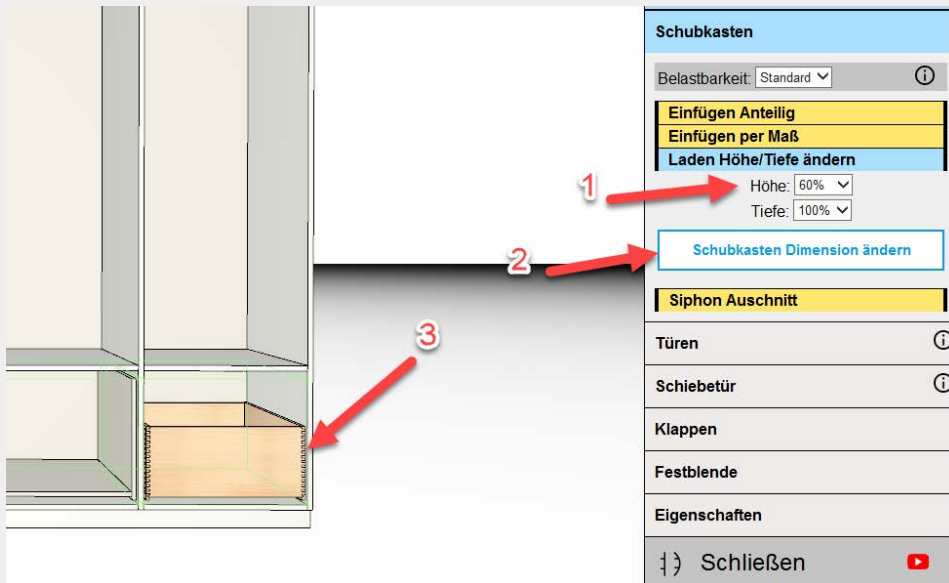 Schubkasten
Belastbarkeit: Standard
Einfügen Anteilig
Einfügen per Maß
Laden Höhe/Tiefe ändern
1
Höhe: 60%
Tiefe: 100%
2
Schubkasten Dimension ändern
Siphon Auschnitt
3
Türen
Schiebetür
Klappen
Festblende
Eigenschaften
Schließen